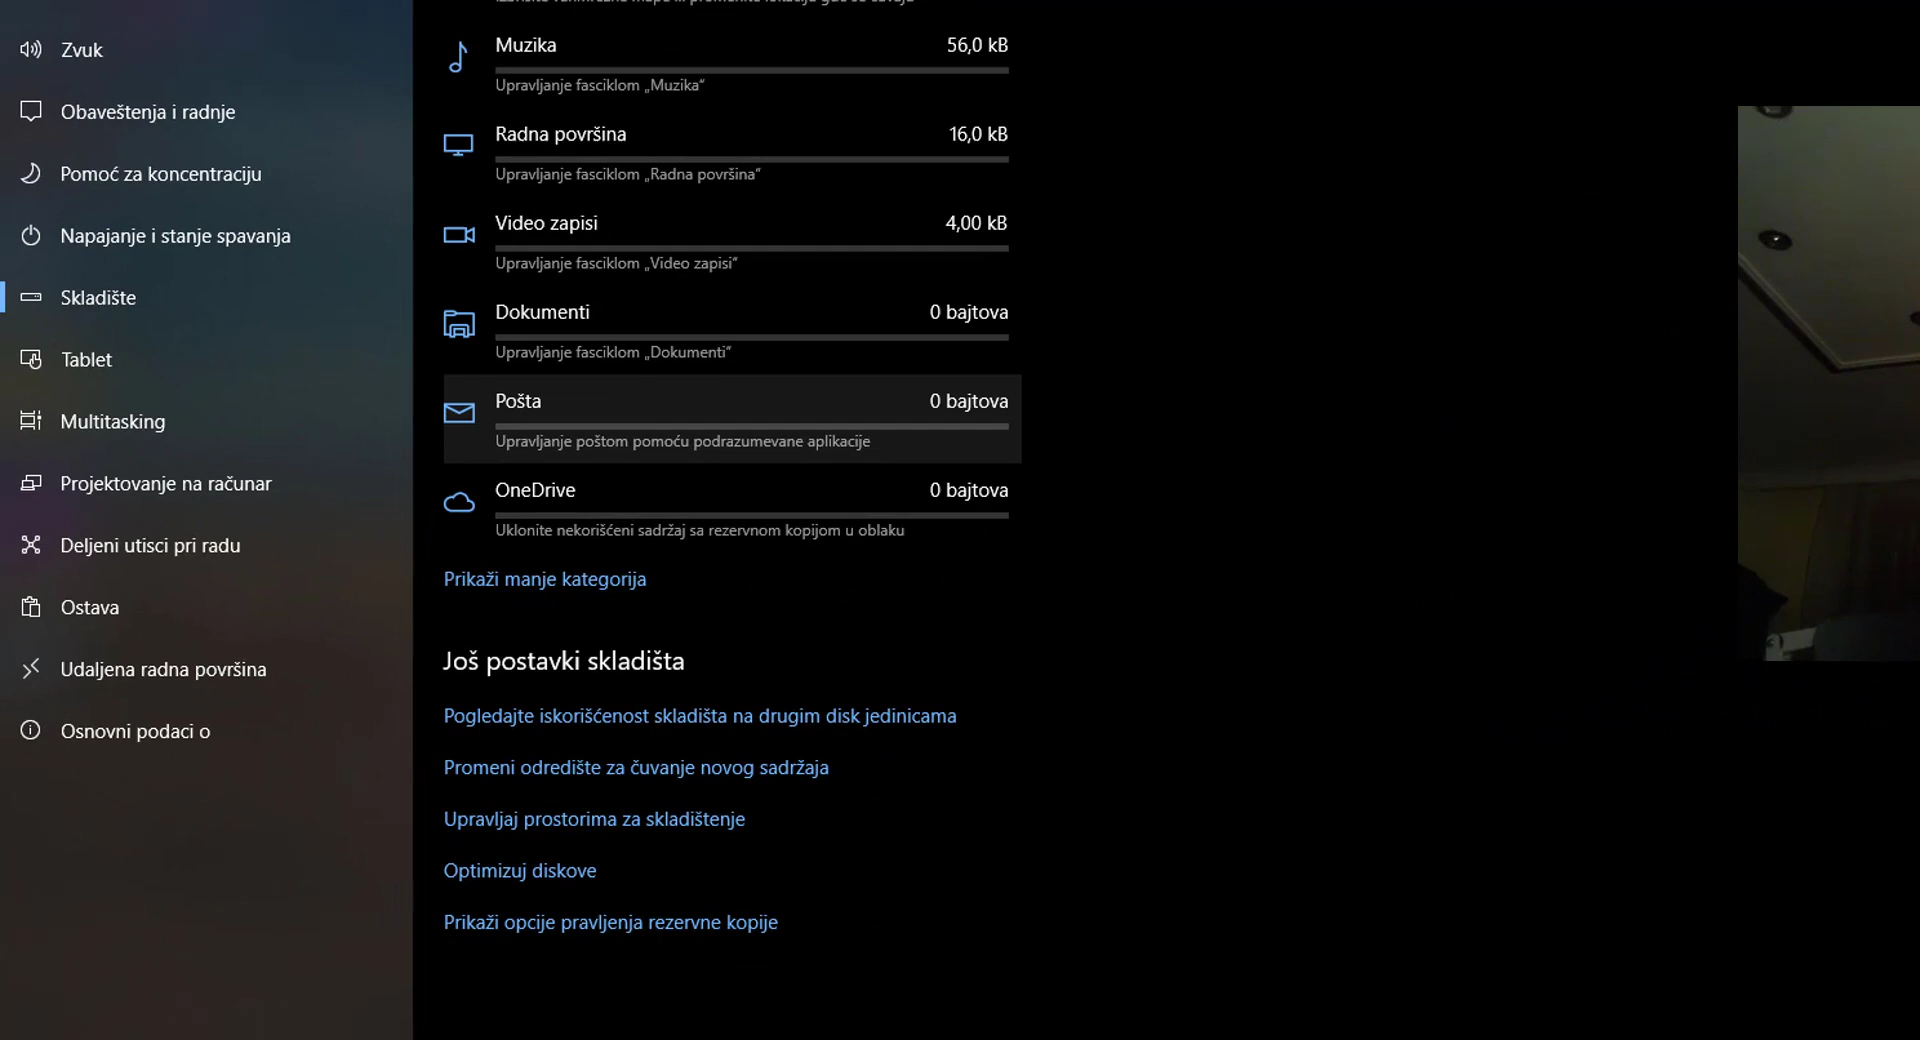 Zvuk
Obaveštenja i radnje
Pomoć za koncentraciju
Napajanje i stanje spavanja
Skladište
Tablet
Multitasking
Projektovanje na računar
Deljeni utisci pri radu
Ostava
Udaljena radna površina
Osnovni podaci o
Muzika 56,0 kB
Upravljanje fasciklom „Muzika“
Radna površina 16,0 kB
Upravljanje fasciklom „Radna površina“
Video zapisi 4,00 kB
Upravljanje fasciklom „Video zapisi“
Dokumenti 0 bajtova
Upravljanje fasciklom „Dokumenti“
Pošta 0 bajtova
Upravljanje poštom pomoću podrazumevane aplikacije
OneDrive 0 bajtova
Uklonite nekorišćeni sadržaj sa rezervnom kopijom u oblaku
Prikaži manje kategorija
Još postavki skladišta
Pogledajte iskorišćenost skladišta na drugim disk jedinicama
Promeni odredište za čuvanje novog sadržaja
Upravljaj prostorima za skladištenje
Optimizuj diskove
Prikaži opcije pravljenja rezervne kopije